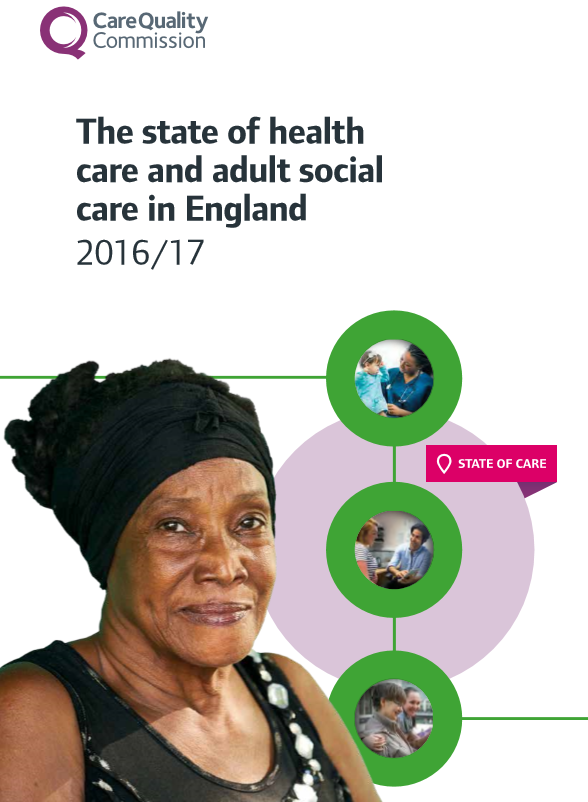 CareQuality
Commission
The state of health
care and adult social
care in England
2016/17
STATE OF CARE